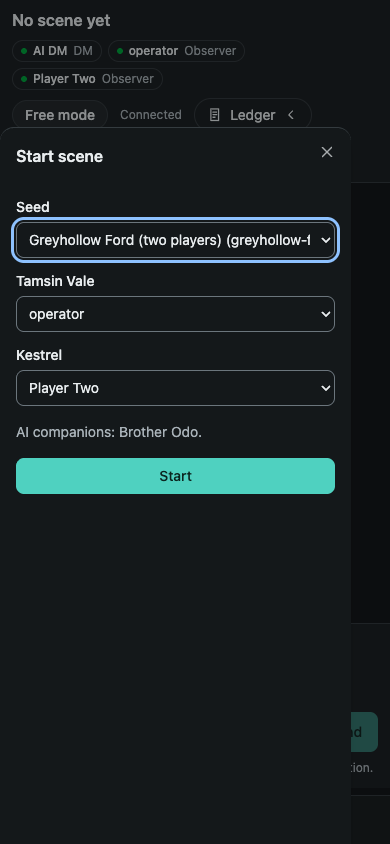 No scene yet
AI DM DM operator Observer
Player Two Observer
Free mode Connected Ledger
Start scene
Seed
Greyhollow Ford (two players) (greyhollow-f
Tamsin Vale
operator
Kestrel
Player Two
AI companions: Brother Odo.
Start
tion.